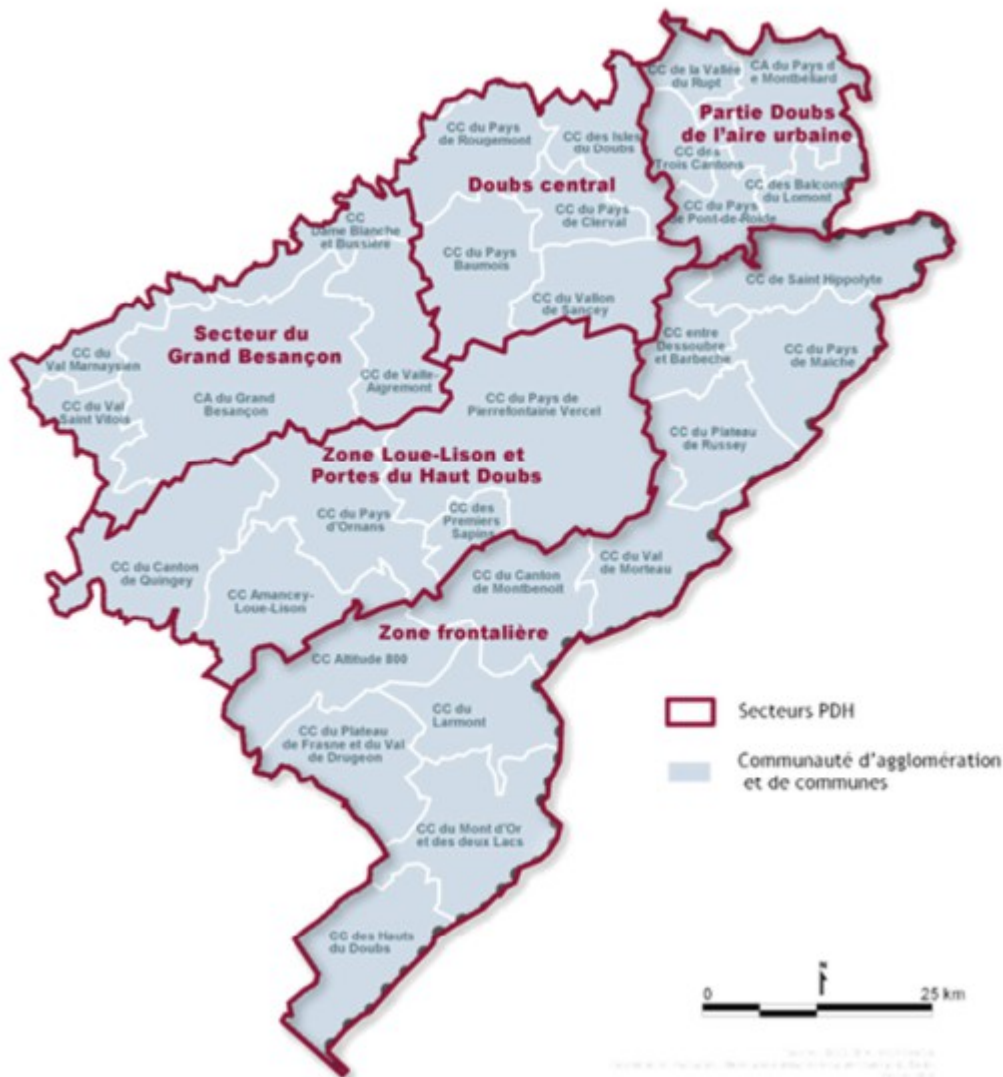 CC de la Vallée
du Rupt
CA du Pays d
e Montbéliard
Partie Doubs
de l'aire urbaine
CC des
Trois Cantons
CC des Balcons
du Lomont
CC du Pays
de Pont-de-Roide
CC du Pays
de Rougemont
CC des Isles
du Doubs
Doubs central
CC du Pays
de Clerval
CC du Pays
Baumois
CC du Vallon
de Sancey
CC
Dame Blanche
et Bussière
Secteur du
Grand Besançon
CC du
Val Marnaysien
CC du Val
Saint Vitois
CA du Grand
Besançon
CC de Valle-
Aigremont
CC de Saint Hippolyte
CC entre
Dessoubre
et Barbeche
CC du Pays
de Maîche
CC du Plateau
de Russey
CC du Pays de
Pierrefontaine Vercel
Zone Loue-Lison et
Portes du Haut Doubs
CC du Pays
d'Ornans
CC des
Premiers
Sapins
CC du Canton
de Quingey
CC Amancey-
Loue-Lison
CC du Canton
de Montbenoit
CC du Val
de Morteau
Zone frontalière
CC Altitude 800
CC du
Larmont
CC du Plateau
de Frasne et du Val
de Drugeon
CC du Mont d'Or
et des deux Lacs
CC des Hauts
du Doubs
Secteurs PDH
Communauté d'agglomération
et de communes
N
0 25 km